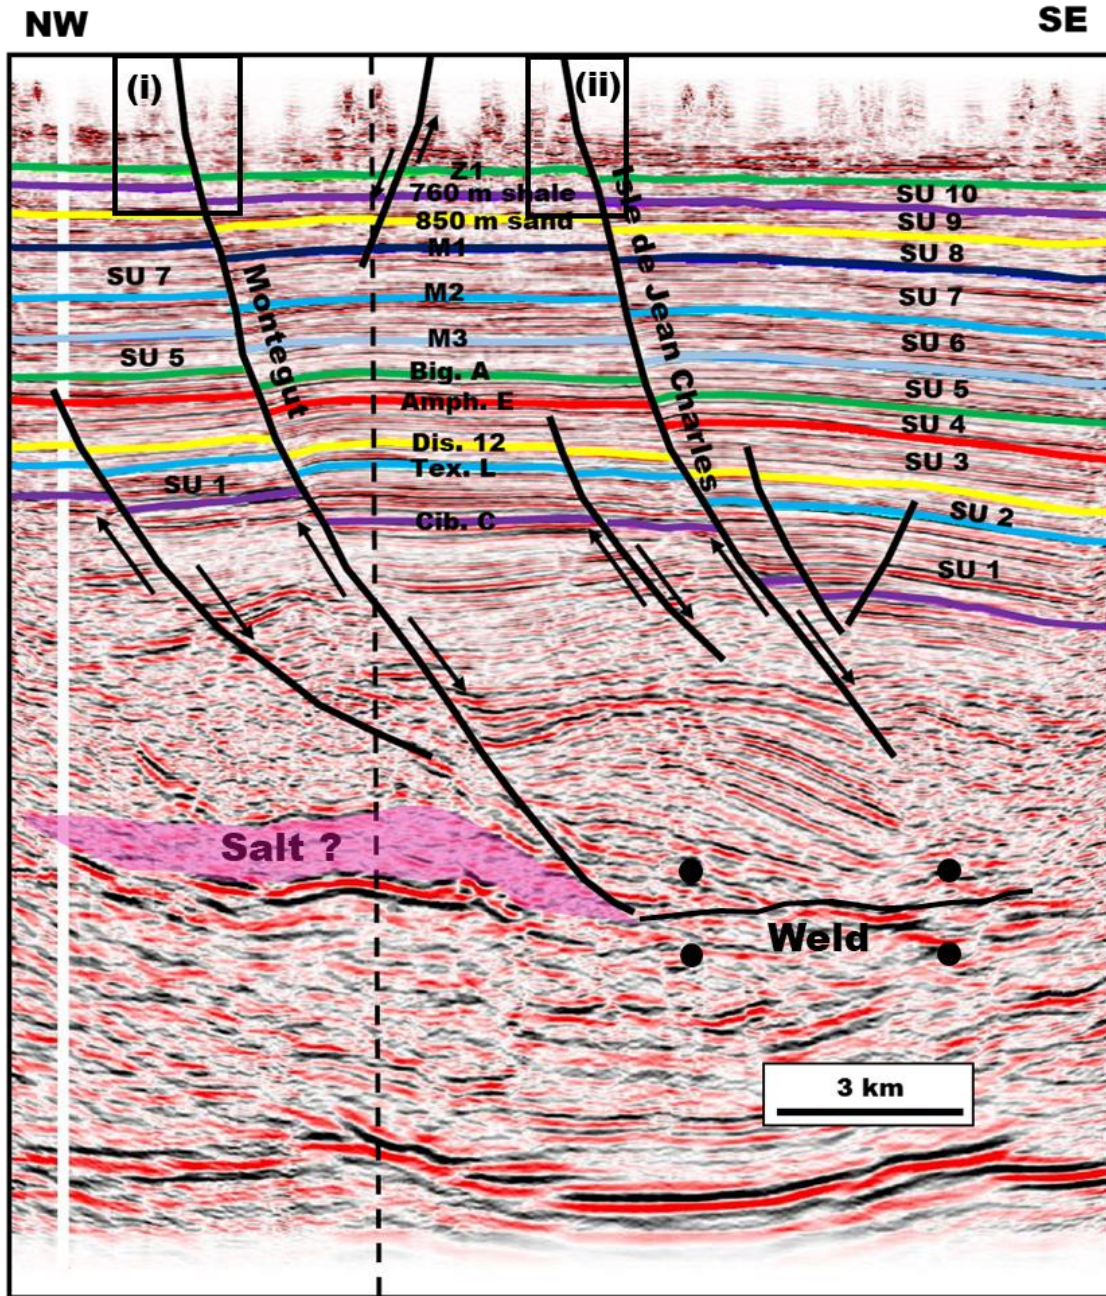 NW
SE
(i)
(ii)
Z1
760 m shale
850 m sand
M1
M2
M3
Big. A
Amph. E
Dis. 12
Tex. L
Cib. C
SU 7
SU 5
SU 1
Montegut
Isle de Jean Charles
SU 10
SU 9
SU 8
SU 7
SU 6
SU 5
SU 4
SU 3
SU 2
SU 1
Salt ?
Weld
3 km